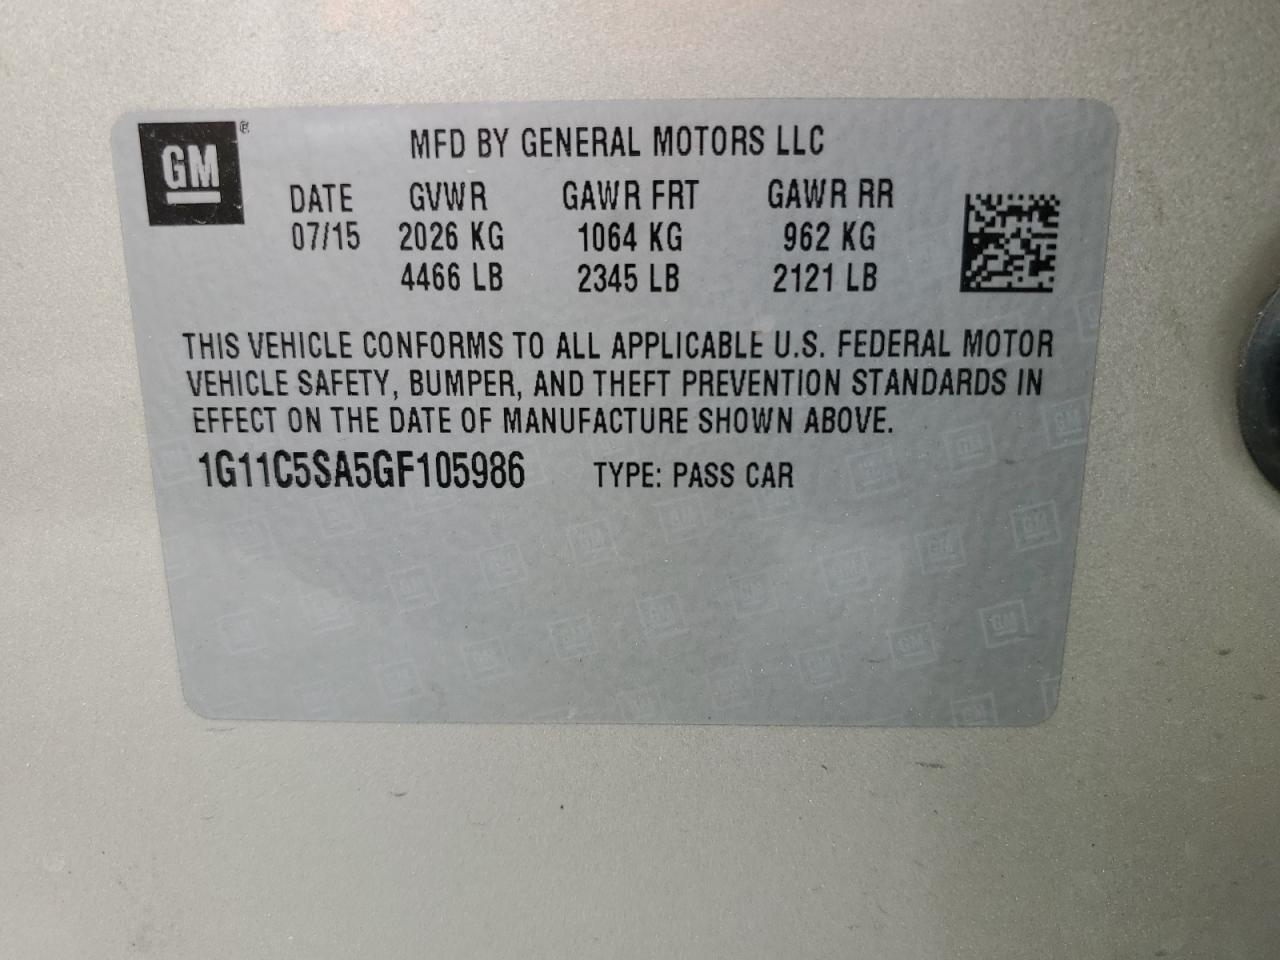 GM ®
MFD BY GENERAL MOTORS LLC
DATE GVWR GAWR FRT GAWR RR
07/15 2026 KG 1064 KG 962 KG
4466 LB 2345 LB 2121 LB
THIS VEHICLE CONFORMS TO ALL APPLICABLE U.S. FEDERAL MOTOR
VEHICLE SAFETY, BUMPER, AND THEFT PREVENTION STANDARDS IN
EFFECT ON THE DATE OF MANUFACTURE SHOWN ABOVE.
1G11C5SA5GF105986 TYPE: PASS CAR